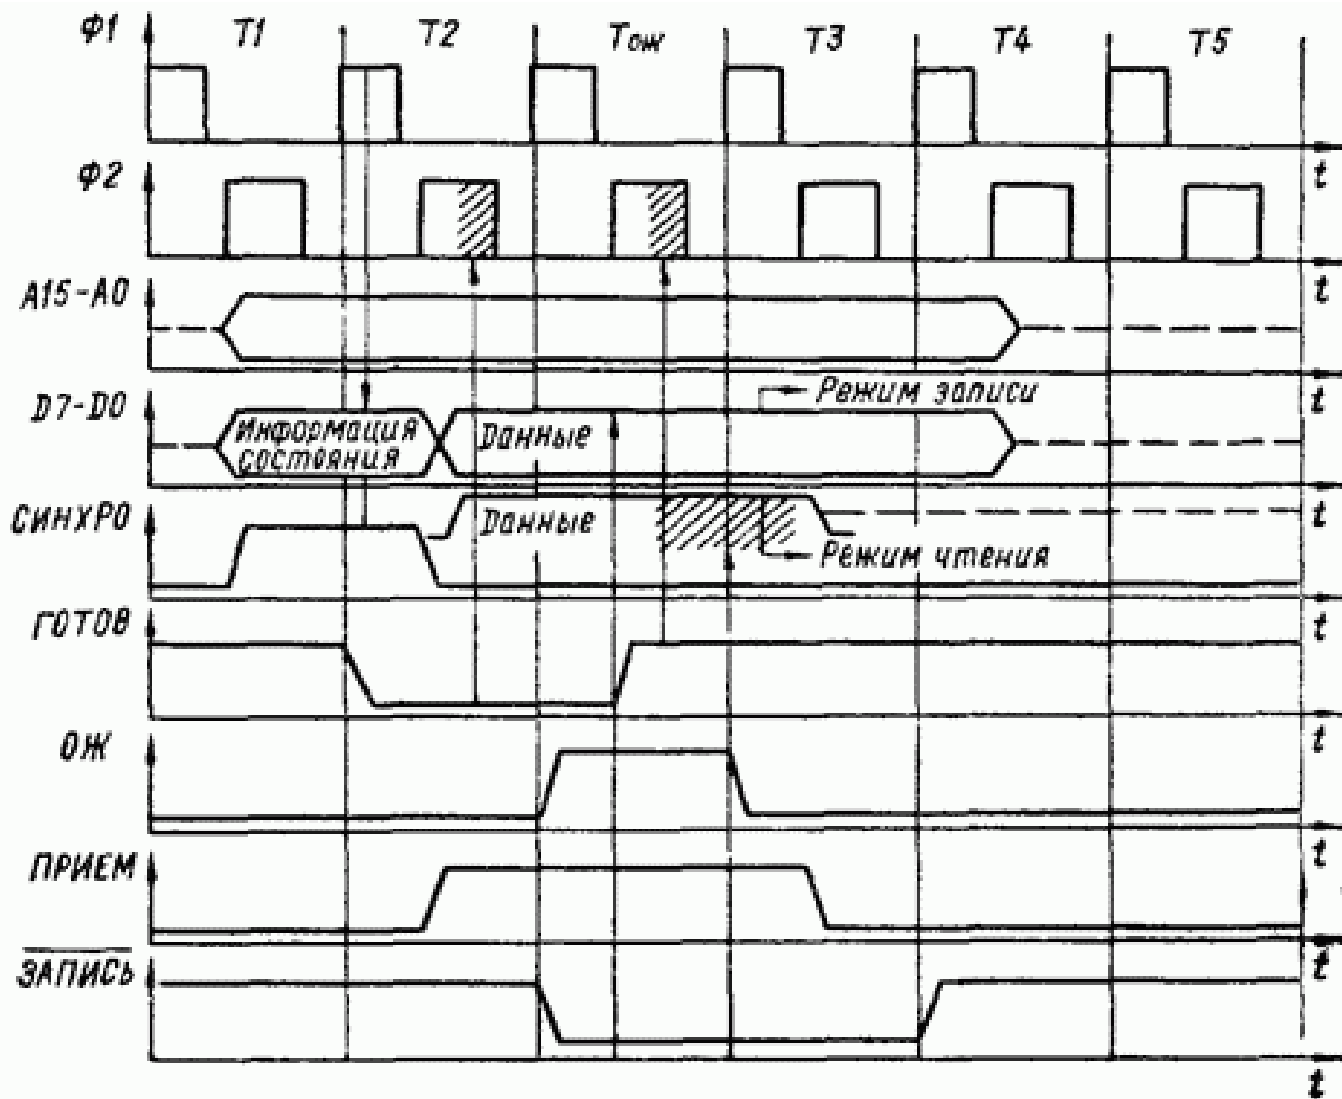 Ф1 T1 T2 Тож T3 T4 T5
t
Ф2
t
A15-A0
t
D7-D0
Режим записи
Информация
состояния
Данные
t
СИНХРО
Данные
Режим чтения
t
ГОТОВ
t
ОЖ
t
ПРИЕМ
t
ЗАПИСЬ
t